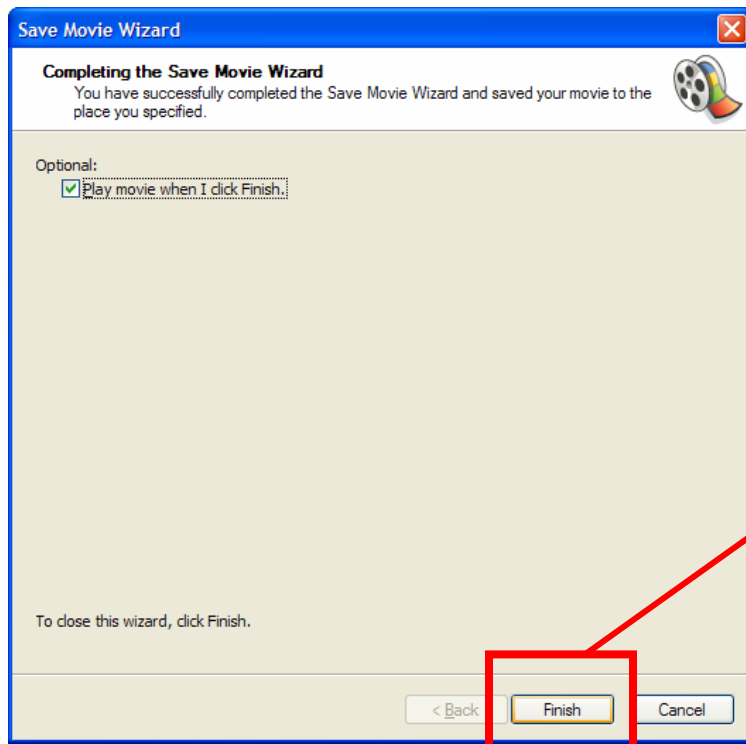 Save Movie Wizard
Completing the Save Movie Wizard
You have successfully completed the Save Movie Wizard and saved your movie to the
place you specified.
Optional:
Play movie when I click Finish.
To close this wizard, click Finish.
< Back Finish Cancel